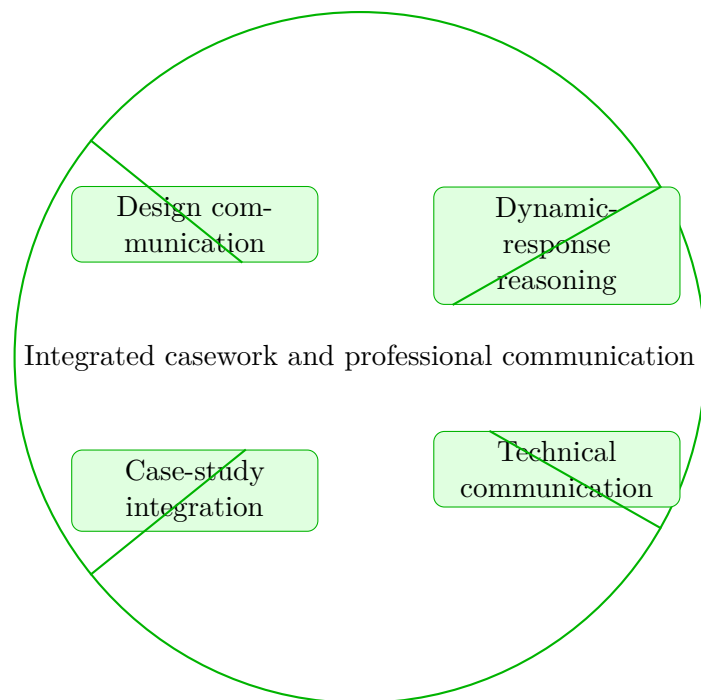 Design com-
munication
Dynamic-
response
reasoning
Integrated casework and professional communication
Case-study
integration
Technical
communication